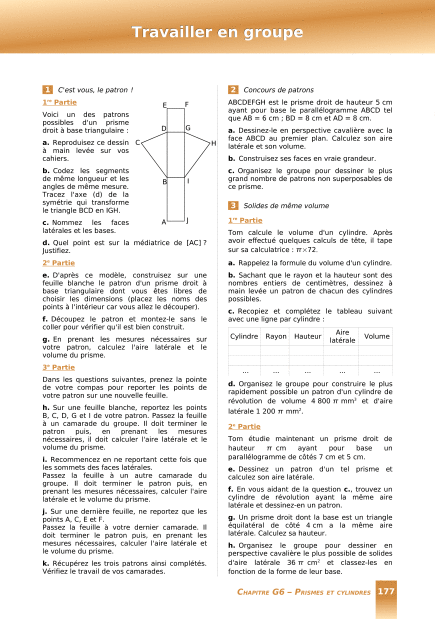 Travailler en groupe
1 C'est vous, le patron !
1re Partie
Voici un des patrons
possibles d'un prisme
droit à base triangulaire :
a. Reproduisez ce dessin
à main levée sur vos
cahiers.
b. Codez les segments
de même longueur et les
angles de même mesure.
Tracez l'axe (d) de la
symétrie qui transforme
le triangle BCD en IGH.
c. Nommez les faces
latérales et les bases.
E F
D G
C H
B I
A J
d. Quel point est sur la médiatrice de [AC] ?
Justifiez.
2e Partie
e. D'après ce modèle, construisez sur une
feuille blanche le patron d'un prisme droit à
base triangulaire dont vous êtes libres de
choisir les dimensions (placez les noms des
points à l'intérieur car vous allez le découper).
f. Découpez le patron et montez-le sans le
coller pour vérifier qu'il est bien construit.
g. En prenant les mesures nécessaires sur
votre patron, calculez l'aire latérale et le
volume du prisme.
3e Partie
Dans les questions suivantes, prenez la pointe
de votre compas pour reporter les points de
votre patron sur une nouvelle feuille.
h. Sur une feuille blanche, reportez les points
B, C, D, G et I de votre patron. Passez la feuille
à un camarade du groupe. Il doit terminer le
patron puis, en prenant les mesures
nécessaires, il doit calculer l'aire latérale et le
volume du prisme.
i. Recommencez en ne reportant cette fois que
les sommets des faces latérales.
Passez la feuille à un autre camarade du
groupe. Il doit terminer le patron puis, en
prenant les mesures nécessaires, calculer l'aire
latérale et le volume du prisme.
j. Sur une dernière feuille, ne reportez que les
points A, C, E et F.
Passez la feuille à votre dernier camarade. Il
doit terminer le patron puis, en prenant les
mesures nécessaires, calculer l'aire latérale et
le volume du prisme.
k. Récupérez les trois patrons ainsi complétés.
Vérifiez le travail de vos camarades.
2 Concours de patrons
ABCDEFGH est le prisme droit de hauteur 5 cm
ayant pour base le parallélogramme ABCD tel
que AB = 6 cm ; BD = 8 cm et AD = 8 cm.
a. Dessinez-le en perspective cavalière avec la
face ABCD au premier plan. Calculez son aire
latérale et son volume.
b. Construisez ses faces en vraie grandeur.
c. Organisez le groupe pour dessiner le plus
grand nombre de patrons non superposables de
ce prisme.
3 Solides de même volume
1re Partie
Tom calcule le volume d'un cylindre. Après
avoir effectué quelques calculs de tête, il tape
sur sa calculatrice : π×72.
a. Rappelez la formule du volume d'un cylindre.
b. Sachant que le rayon et la hauteur sont des
nombres entiers de centimètres, dessinez à
main levée un patron de chacun des cylindres
possibles.
c. Recopiez et complétez le tableau suivant
avec une ligne par cylindre :
Cylindre Rayon Hauteur Aire latérale Volume
... ... ... ... ...
d. Organisez le groupe pour construire le plus
rapidement possible un patron d'un cylindre de
révolution de volume 4 800 π mm³ et d'aire
latérale 1 200 π mm².
2e Partie
Tom étudie maintenant un prisme droit de
hauteur π cm ayant pour base un
parallélogramme de côtés 7 cm et 5 cm.
e. Dessinez un patron d'un tel prisme et
calculez son aire latérale.
f. En vous aidant de la question c., trouvez un
cylindre de révolution ayant la même aire
latérale et dessinez-en un patron.
g. Un prisme droit dont la base est un triangle
équilatéral de côté 4 cm a la même aire
latérale. Calculez sa hauteur.
h. Organisez le groupe pour dessiner en
perspective cavalière le plus possible de solides
d'aire latérale 36 π cm² et classez-les en
fonction de la forme de leur base.
Chapitre G6 – Prismes et cylindres 177